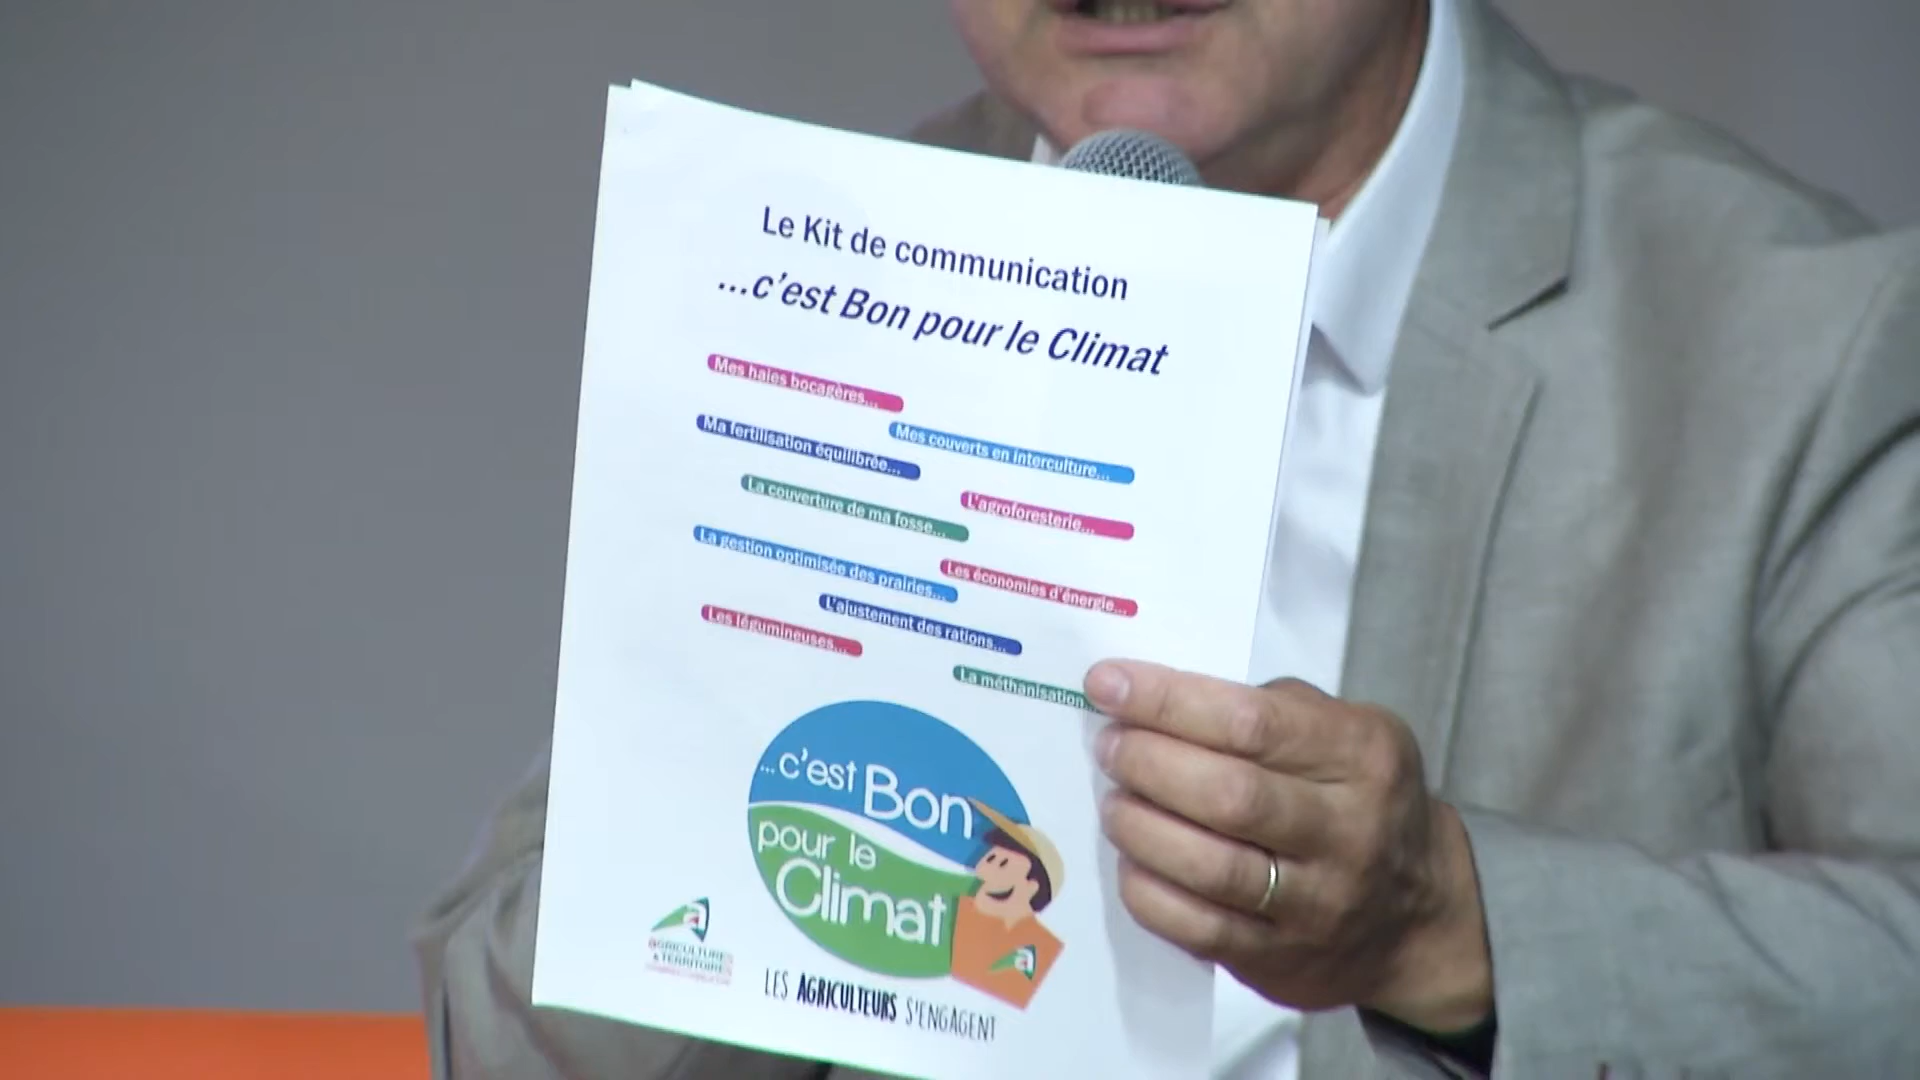 Le Kit de communication
...c'est Bon pour le Climat
Mes haies bocagères...
Ma fertilisation équilibrée...
Mes couverts en interculture...
La couverture de ma fosse...
L'agroforesterie...
La gestion optimisée des prairies...
Les économies d'énergie...
L'ajustement des rations...
Les légumineuses...
La méthanisation...
...c'est Bon
pour le
Climat
a
a
AGRICULTURES
& TERRITOIRES
LES AGRICULTEURS S'ENGAGENT